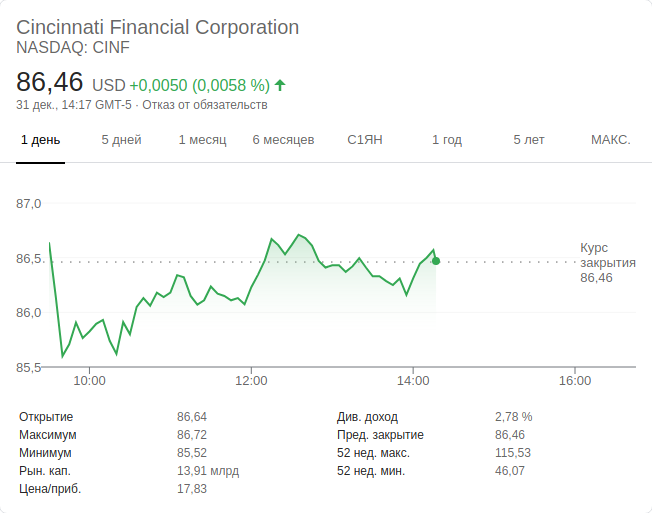 Cincinnati Financial Corporation
NASDAQ: CINF
86,46 USD +0,0050 (0,0058 %)
31 дек., 14:17 GMT-5 · Отказ от обязательств
1 день 5 дней 1 месяц 6 месяцев С1ЯН 1 год 5 лет МАКС.
87,0
86,5
86,0
85,5
Курс
закрытия
86,46
10:00 12:00 14:00 16:00
Открытие 86,64 Див. доход 2,78 %
Максимум 86,72 Пред. закрытие 86,46
Минимум 85,52 52 нед. макс. 115,53
Рын. кап. 13,91 млрд 52 нед. мин. 46,07
Цена/приб. 17,83